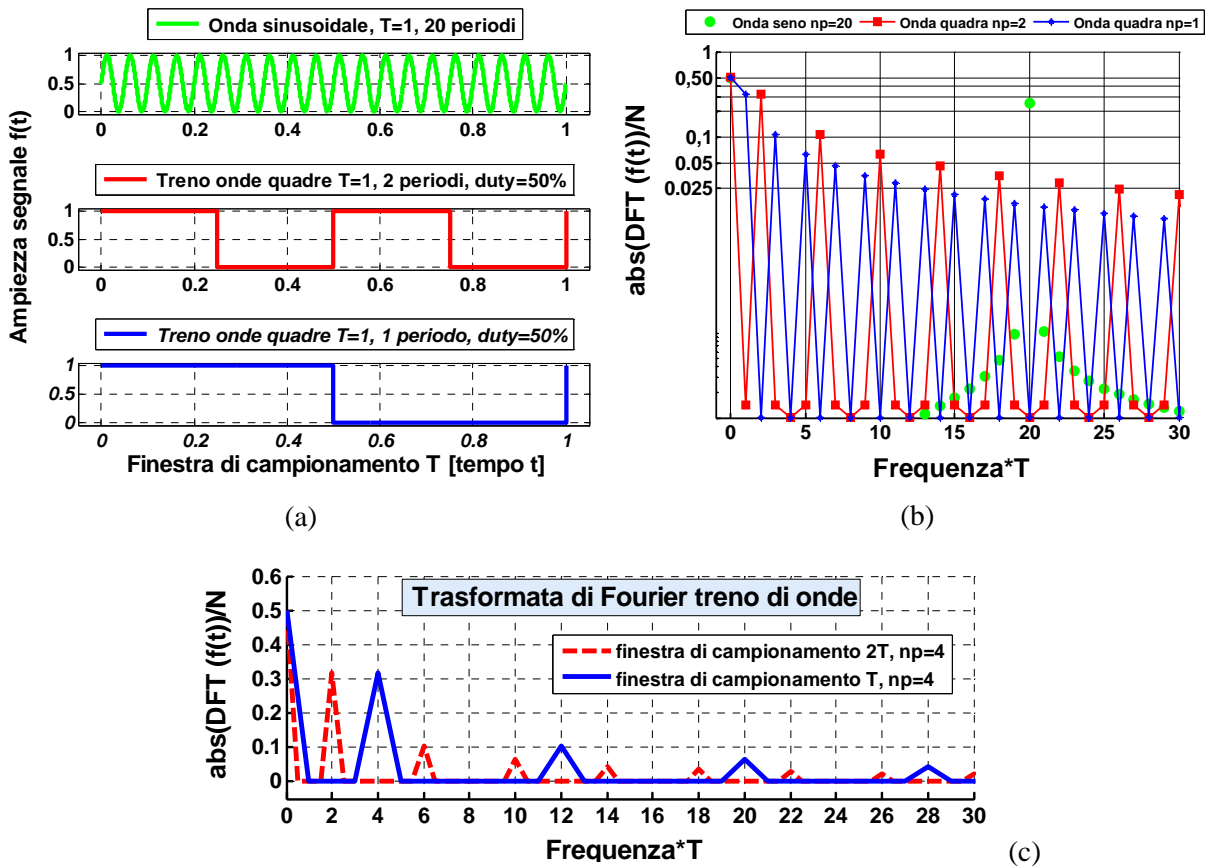 Onda sinusoidale, T=1, 20 periodi
1
0.5
0
0 0.2 0.4 0.6 0.8 1
Ampiezza segnale f(t)
Treno onde quadre T=1, 2 periodi, duty=50%
1
0.5
0
0 0.2 0.4 0.6 0.8 1
Treno onde quadre T=1, 1 periodo, duty=50%
1
0.5
0
0 0.2 0.4 0.6 0.8 1
Finestra di campionamento T [tempo t]
(a)
Onda seno np=20 Onda quadra np=2 Onda quadra np=1
1
0,50
0,1
0.05
0.025
abs(DFT (f(t))/N
0 5 10 15 20 25 30
Frequenza*T
(b)
Trasformata di Fourier treno di onde
finestra di campionamento 2T, np=4
finestra di campionamento T, np=4
0.6
0.5
0.4
0.3
0.2
0.1
0
abs(DFT (f(t))/N
0 2 4 6 8 10 12 14 16 18 20 22 24 26 28 30
Frequenza*T
(c)